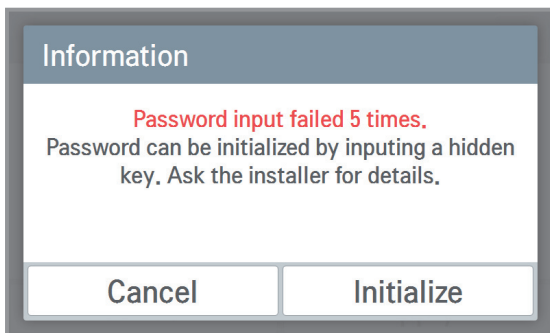 Information
Password input failed 5 times.
Password can be initialized by inputing a hidden
key. Ask the installer for details.
Cancel
Initialize